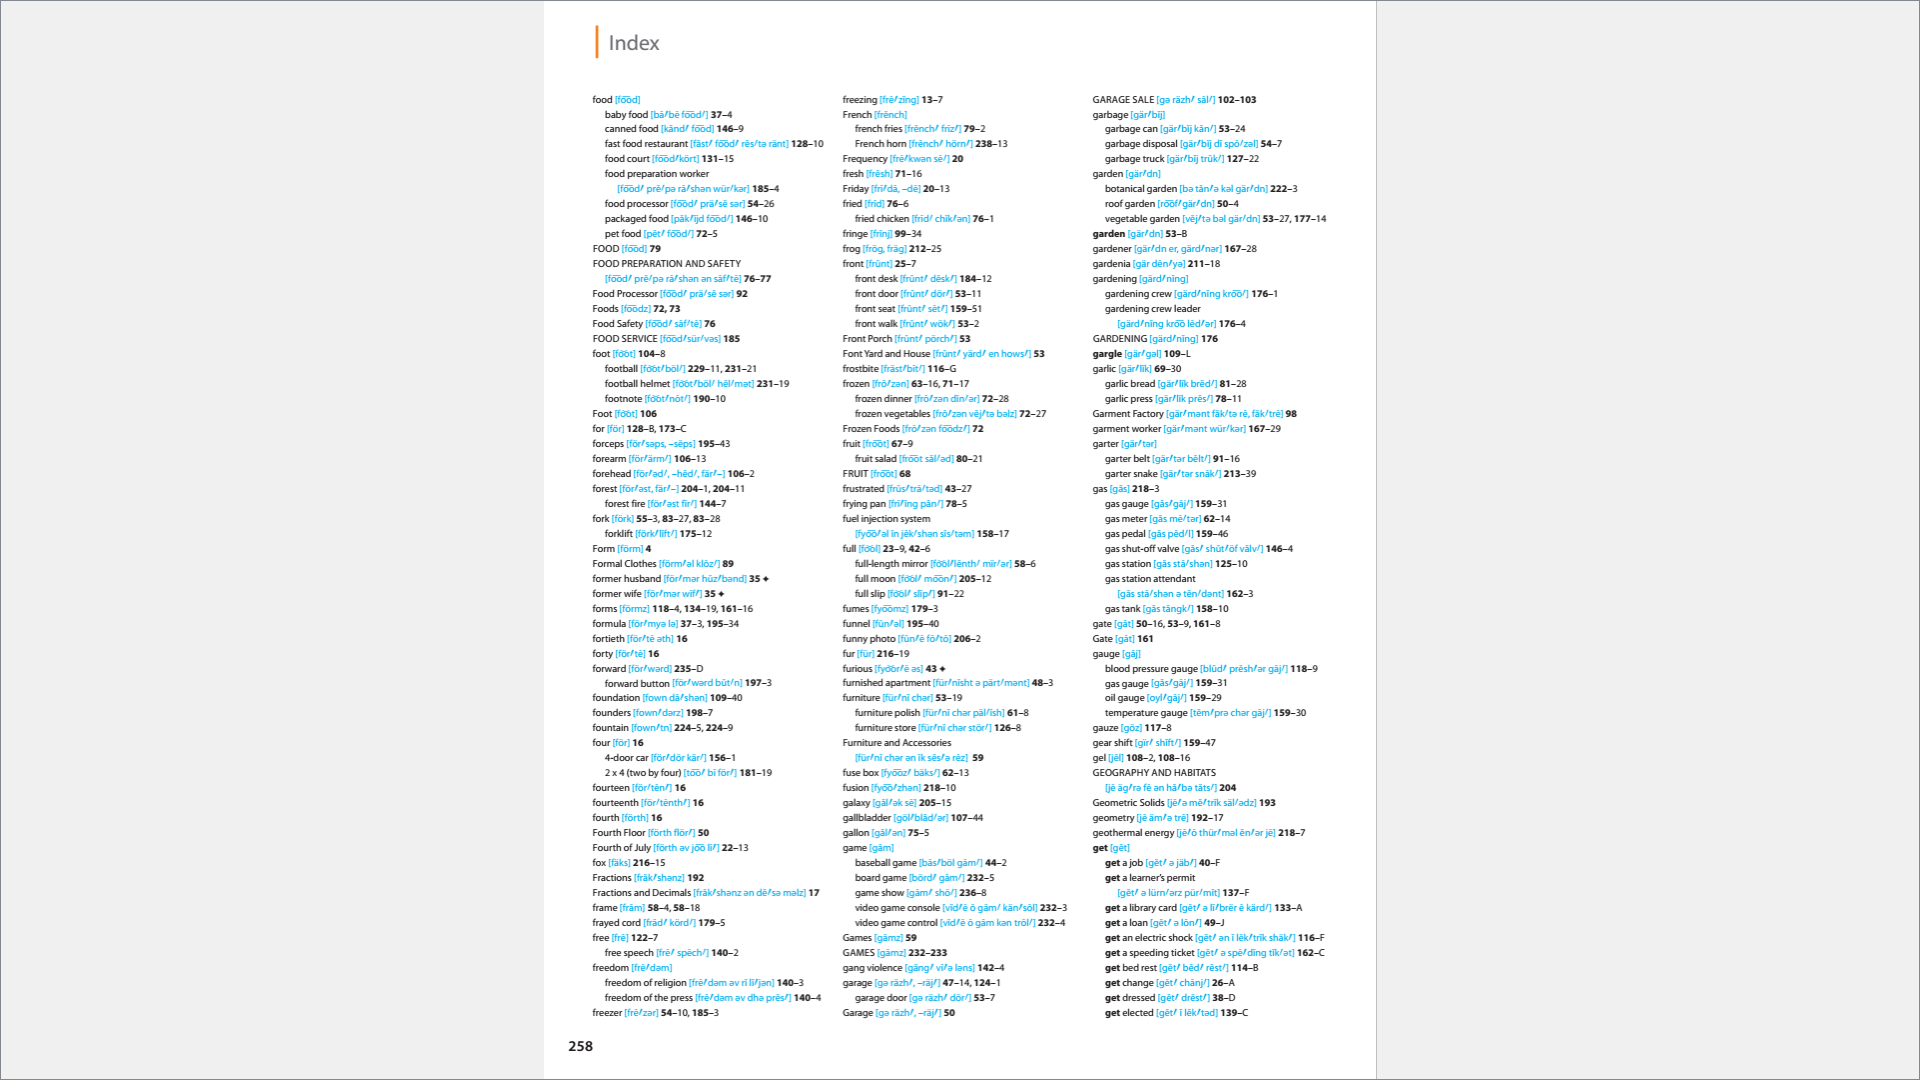 Index
food [fo͞od]
baby food [bā′bē fo͞od′] 37–4
canned food [kănd′ fo͞od] 146–9
fast food restaurant [făst′ fo͞od′ rĕs′tə ränt] 128–10
food court [fo͞od′kört] 131–15
food preparation worker
[fo͞od′ prĕ′pə rā′shən würʹkər] 185–4
food processor [fo͞od′ prä′sĕ sər] 54–26
packaged food [păk′ĭjd fo͞od′] 146–10
pet food [pĕt′ fo͞od′] 72–5
FOOD [fo͞od] 79
FOOD PREPARATION AND SAFETY
[fo͞od′ prĕ′pə rā′shən ən sāf′tē] 76–77
Food Processor [fo͞od′ prä′sĕ sər] 92
Foods [fo͞odz] 72, 73
Food Safety [fo͞od′ sāf′tē] 76
FOOD SERVICE [fo͞od′sür′vəs] 185
foot [fo͝ot] 104–8
football [fo͝ot′böl′] 229–11, 231–21
football helmet [fo͝ot′böl′ hĕl′mət] 231–19
footnote [fo͝ot′nōt′] 190–10
Foot [fo͝ot] 106
for [för] 128–B, 173–C
forceps [för′səps, –sĕps] 195–43
forearm [för′ärm′] 106–13
forehead [för′əd′, –hĕd′, fär′–] 106–2
forest [för′əst, fär′–] 204–1, 204–11
forest fire [för′əst fīr′] 144–7
fork [förk] 55–3, 83–27, 83–28
forklift [förk′lĭft′] 175–12
Form [förm] 4
Formal Clothes [förm′əl klōz′] 89
former husband [för′mər hŭz′bənd] 35 ✦
former wife [för′mər wīf′] 35 ✦
forms [förmz] 118–4, 134–19, 161–16
formula [för′myə lə] 37–3, 195–34
fortieth [för′tē əth] 16
forty [för′tē] 16
forward [för′wərd] 235–D
forward button [för′wərd bŭt′n] 197–3
foundation [fown dā′shən] 109–40
founders [fown′dərz] 198–7
fountain [fown′tn] 224–5, 224–9
four [för] 16
4-door car [för′dör kär′] 156–1
2 x 4 (two by four) [to͞o′ bī för′] 181–19
fourteen [för′tēn′] 16
fourteenth [för′tēnth′] 16
fourth [förth] 16
Fourth Floor [förth flör′] 50
Fourth of July [förth əv jo͝o lī′] 22–13
fox [fäks] 216–15
Fractions [frăk′shənz] 192
Fractions and Decimals [frăk′shənz ən dĕ′sə məlz] 17
frame [frām] 58–4, 58–18
frayed cord [frād′ körd′] 179–5
free [frē] 122–7
free speech [frē′ spēch′] 140–2
freedom [frē′dəm]
freedom of religion [frē′dəm əv rĭ lĭ′jən] 140–3
freedom of the press [frē′dəm əv dhə prĕs′] 140–4
freezer [frē′zər] 54–10, 185–3
freezing [frē′zĭng] 13–7
French [frĕnch]
french fries [frĕnch′ frīz′] 79–2
French horn [frĕnch′ hörn′] 238–13
Frequency [frē′kwən sē′] 20
fresh [frĕsh] 71–16
Friday [frī′dā, –dē] 20–13
fried [frīd] 76–6
fried chicken [frīd′ chĭk′ən] 76–1
fringe [frĭnj] 99–34
frog [frög, fräg] 212–25
front [frŭnt] 25–7
front desk [frŭnt′ dĕsk′] 184–12
front door [frŭnt′ dör′] 53–11
front seat [frŭnt′ sēt′] 159–51
front walk [frŭnt′ wök′] 53–2
Front Porch [frŭnt′ pörch′] 53
Font Yard and House [frŭnt′ yärd′ en hows′] 53
frostbite [fräst′bīt′] 116–G
frozen [frō′zən] 63–16, 71–17
frozen dinner [frō′zən dĭn′ər] 72–28
frozen vegetables [frō′zən vĕj′tə bəlz] 72–27
Frozen Foods [frō′zən fo͞odz′] 72
fruit [fro͞ot] 67–9
fruit salad [fro͞ot săl′əd] 80–21
FRUIT [fro͞ot] 68
frustrated [frŭs′trā′təd] 43–27
frying pan [frī′ĭng păn′] 78–5
fuel injection system
[fyo͞o′əl ĭn jĕk′shən sĭs′təm] 158–17
full [fo͝ol] 23–9, 42–6
full-length mirror [fo͝ol′lĕnth′ mĭr′ər] 58–6
full moon [fo͝ol′ mo͞on′] 205–12
full slip [fo͝ol′ slĭp′] 91–22
fumes [fyo͞omz] 179–3
funnel [fŭn′əl] 195–40
funny photo [fŭn′ē fō′tō] 206–2
fur [für] 216–19
furious [fyo͝or′ē əs] 43 ✦
furnished apartment [für′nĭsht ə pärt′mənt] 48–3
furniture [für′nĭ chər] 53–19
furniture polish [für′nĭ chər päl′ĭsh] 61–8
furniture store [für′nĭ chər stör′] 126–8
Furniture and Accessories
[für′nĭ chər ən ĭk sĕs′ə rēz] 59
fuse box [fyo͞oz′ bäks′] 62–13
fusion [fyo͞o′zhən] 218–10
galaxy [găl′ək sē] 205–15
gallbladder [göl′blăd′ər] 107–44
gallon [găl′ən] 75–5
game [gām]
baseball game [bās′böl gām′] 44–2
board game [börd′ gām′] 232–5
game show [gām′ shō′] 236–8
video game console [vĭd′ē ō gām′ kän′sōl] 232–3
video game control [vĭd′ē ō gām kən trōl′] 232–4
Games [gāmz] 59
GAMES [gāmz] 232–233
gang violence [găng′ vī′ə ləns] 142–4
garage [gə räzh′, –räj′] 47–14, 124–1
garage door [gə räzh′ dör′] 53–7
Garage [gə räzh′, –räj′] 50
GARAGE SALE [gə räzh′ sāl′] 102–103
garbage [gär′bĭj]
garbage can [gär′bĭj kăn′] 53–24
garbage disposal [gär′bĭj dĭ spō′zəl] 54–7
garbage truck [gär′bĭj trŭk′] 127–22
garden [gär′dn]
botanical garden [bə tăn′ə kəl gär′dn] 222–3
roof garden [ro͞of′gär′dn] 50–4
vegetable garden [vĕj′tə bəl gär′dn] 53–27, 177–14
garden [gär′dn] 53–B
gardener [gär′dn er, gärd′nər] 167–28
gardenia [gär dēn′yə] 211–18
gardening [gärd′nĭng]
gardening crew [gärd′nĭng kro͞o′] 176–1
gardening crew leader
[gärd′nĭng kro͞o lēd′ər] 176–4
GARDENING [gärd′nĭng] 176
gargle [gär′gəl] 109–L
garlic [gär′lĭk] 69–30
garlic bread [gär′lĭk brĕd′] 81–28
garlic press [gär′lĭk prĕs′] 78–11
Garment Factory [gär′mənt făk′tə rē, făk′trē] 98
garment worker [gär′mənt wür′kər] 167–29
garter [gär′tər]
garter belt [gär′tər bĕlt′] 91–16
garter snake [gär′tər snāk′] 213–39
gas [găs] 218–3
gas gauge [găs′gāj′] 159–31
gas meter [găs mē′tər] 62–14
gas pedal [găs pĕd′l] 159–46
gas shut-off valve [găs′ shŭt′öf vălv′] 146–4
gas station [găs stā′shən] 125–10
gas station attendant
[găs stā′shən ə tĕn′dənt] 162–3
gas tank [găs tăngk′] 158–10
gate [gāt] 50–16, 53–9, 161–8
Gate [gāt] 161
gauge [gāj]
blood pressure gauge [blŭd′ prĕsh′ər gāj′] 118–9
gas gauge [găs′gāj′] 159–31
oil gauge [oyl′gāj′] 159–29
temperature gauge [tĕm′prə chər gāj′] 159–30
gauze [göz] 117–8
gear shift [gĭr′ shĭft′] 159–47
gel [jĕl] 108–2, 108–16
GEOGRAPHY AND HABITATS
[jē äg′rə fē ən hă′bə tăts′] 204
Geometric Solids [jē′ə mĕ′trĭk säl′ədz] 193
geometry [jē äm′ə trē] 192–17
geothermal energy [jē′ō thür′məl ĕn′ər jē] 218–7
get [gĕt]
get a job [gĕt′ ə jäb′] 40–F
get a learner’s permit
[gĕt′ ə lürn′ərz pür′mĭt] 137–F
get a library card [gĕt′ ə lī′brĕr ē kärd′] 133–A
get a loan [gĕt′ ə lōn′] 49–J
get an electric shock [gĕt′ ən ĭ lĕk′trĭk shäk′] 116–F
get a speeding ticket [gĕt′ ə spē′dĭng tĭk′ət] 162–C
get bed rest [gĕt′ bĕd′ rĕst′] 114–B
get change [gĕt′ chānj′] 26–A
get dressed [gĕt′ drĕst′] 38–D
get elected [gĕt′ ĭ lĕk′təd] 139–C
258